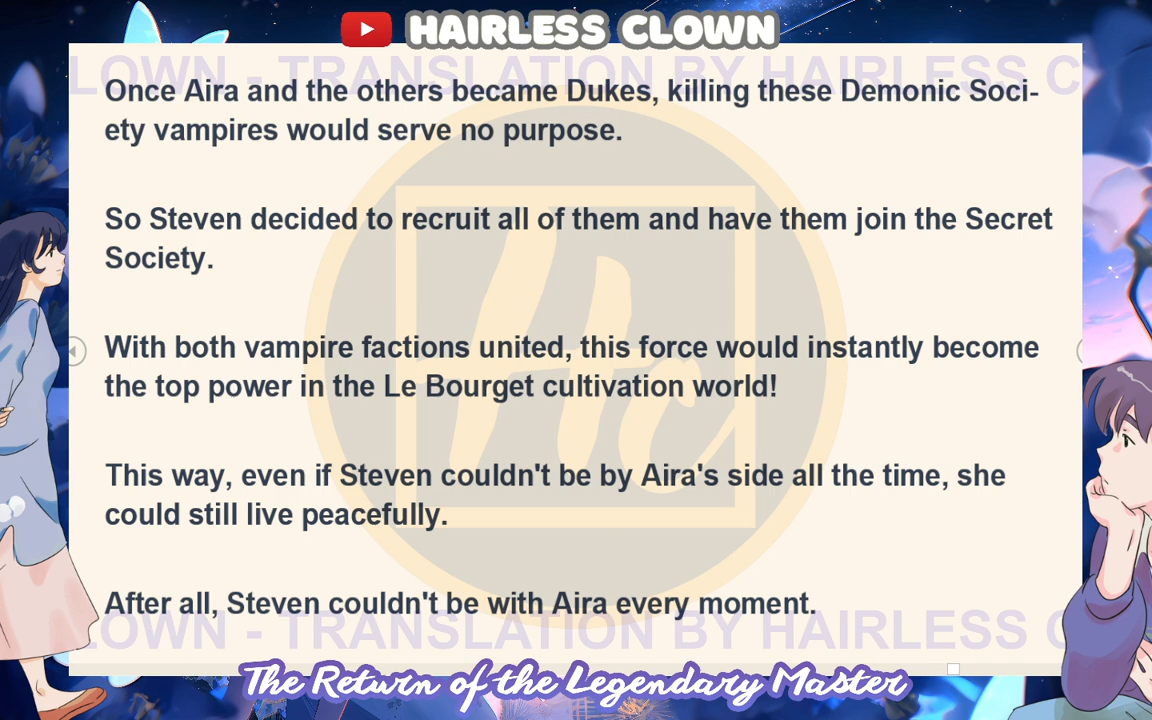 HAIRLESS CLOWN
LOWN - TRANSLATION BY HAIRLESS C
Once Aira and the others became Dukes, killing these Demonic Soci-
ety vampires would serve no purpose.
So Steven decided to recruit all of them and have them join the Secret
Society.
With both vampire factions united, this force would instantly become
the top power in the Le Bourget cultivation world!
This way, even if Steven couldn't be by Aira's side all the time, she
could still live peacefully.
After all, Steven couldn't be with Aira every moment.
LOWN - TRANSLATION BY HAIRLESS C
The Return of the Legendary Master
Hc